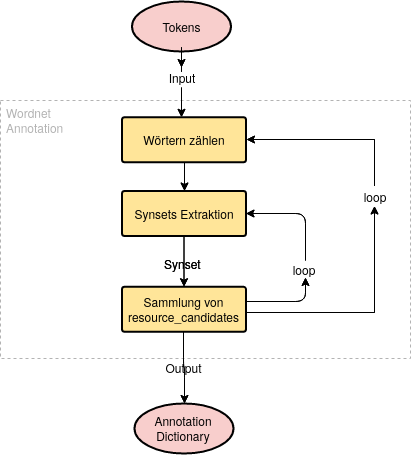 Tokens
Input
Wordnet
Annotation
Wörtern zählen
loop
Synsets Extraktion
Synset
loop
Sammlung von
resource_candidates
Output
Annotation
Dictionary